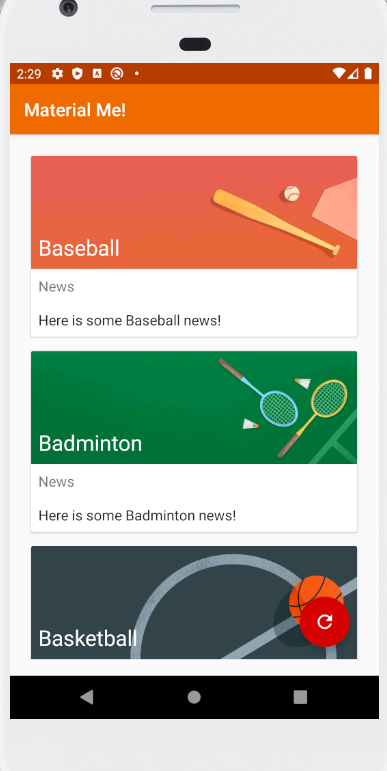 2:29
Material Me!
Baseball
News
Here is some Baseball news!
Badminton
News
Here is some Badminton news!
Basketball